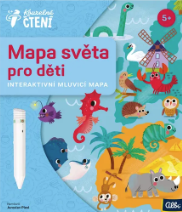 Kouzelné
ČTENÍ
5+
Mapa světa
pro děti
INTERAKTIVNÍ MLUVÍCÍ MAPA
Albi